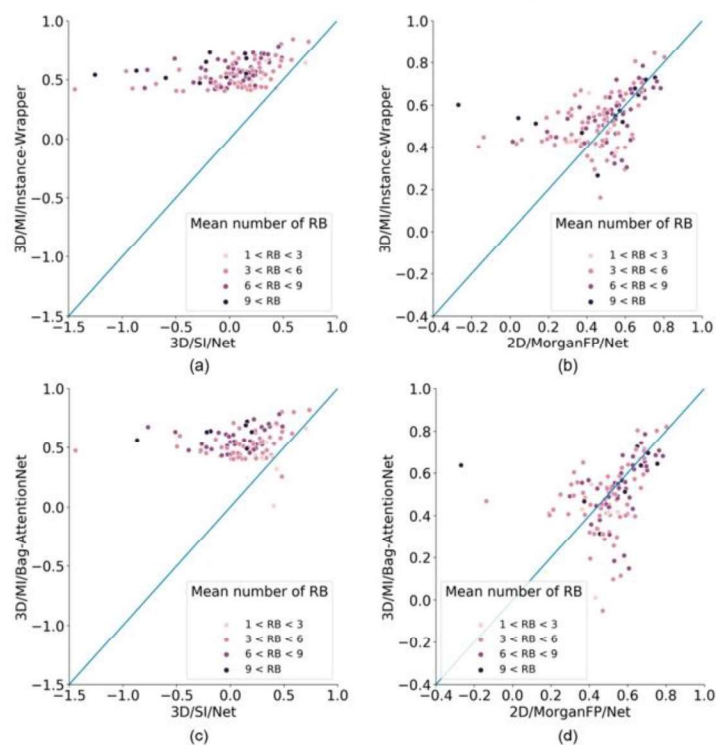 1.0
0.5
0.0
−0.5
−1.0
−1.5
3D/MI/Instance-Wrapper
Mean number of RB
1 < RB < 3
3 < RB < 6
6 < RB < 9
9 < RB
−1.5 −1.0 −0.5 0.0 0.5 1.0
3D/SI/Net
(a)
1.0
0.8
0.6
0.4
0.2
0.0
−0.2
−0.4
3D/MI/Instance-Wrapper
Mean number of RB
1 < RB < 3
3 < RB < 6
6 < RB < 9
9 < RB
−0.4 −0.2 0.0 0.2 0.4 0.6 0.8 1.0
2D/MorganFP/Net
(b)
1.0
0.5
0.0
−0.5
−1.0
−1.5
3D/MI/Bag-AttentionNet
Mean number of RB
1 < RB < 3
3 < RB < 6
6 < RB < 9
9 < RB
−1.5 −1.0 −0.5 0.0 0.5 1.0
3D/SI/Net
(c)
1.0
0.8
0.6
0.4
0.2
0.0
−0.2
−0.4
3D/MI/Bag-AttentionNet
Mean number of RB
1 < RB < 3
3 < RB < 6
6 < RB < 9
9 < RB
−0.4 −0.2 0.0 0.2 0.4 0.6 0.8 1.0
2D/MorganFP/Net
(d)